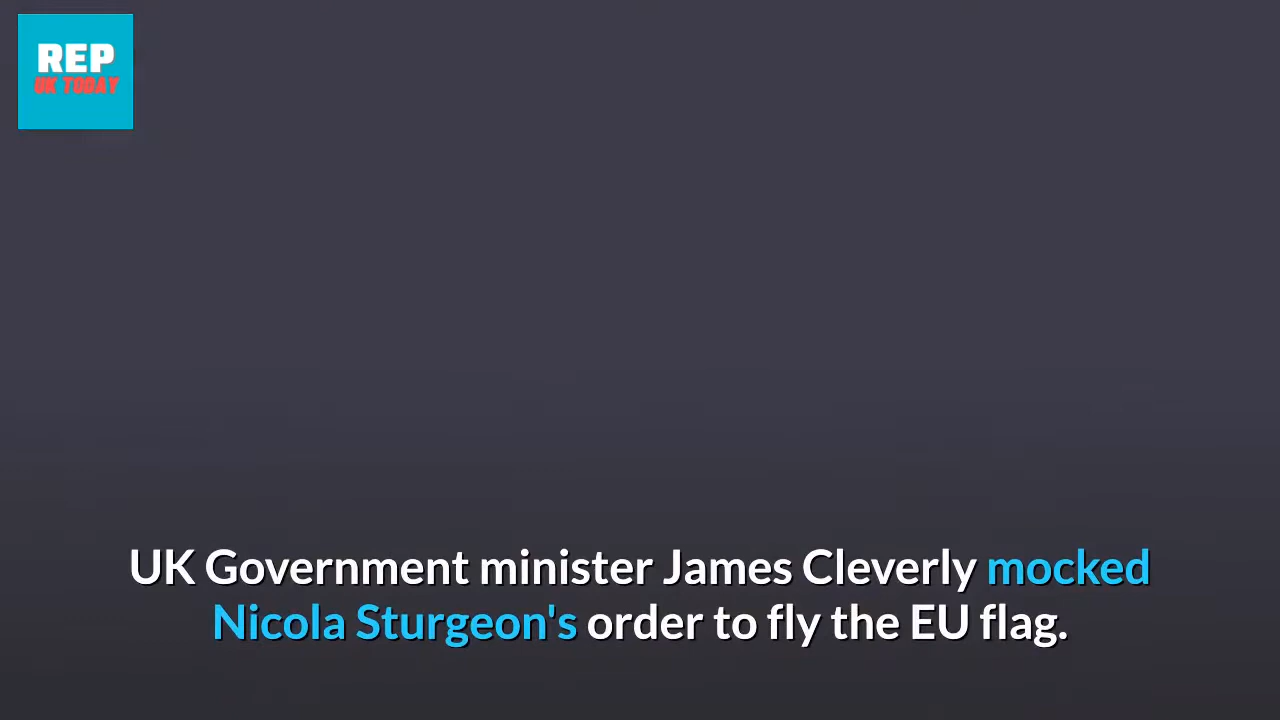 REP
UK TODAY
UK Government minister James Cleverly mocked
Nicola Sturgeon's order to fly the EU flag.